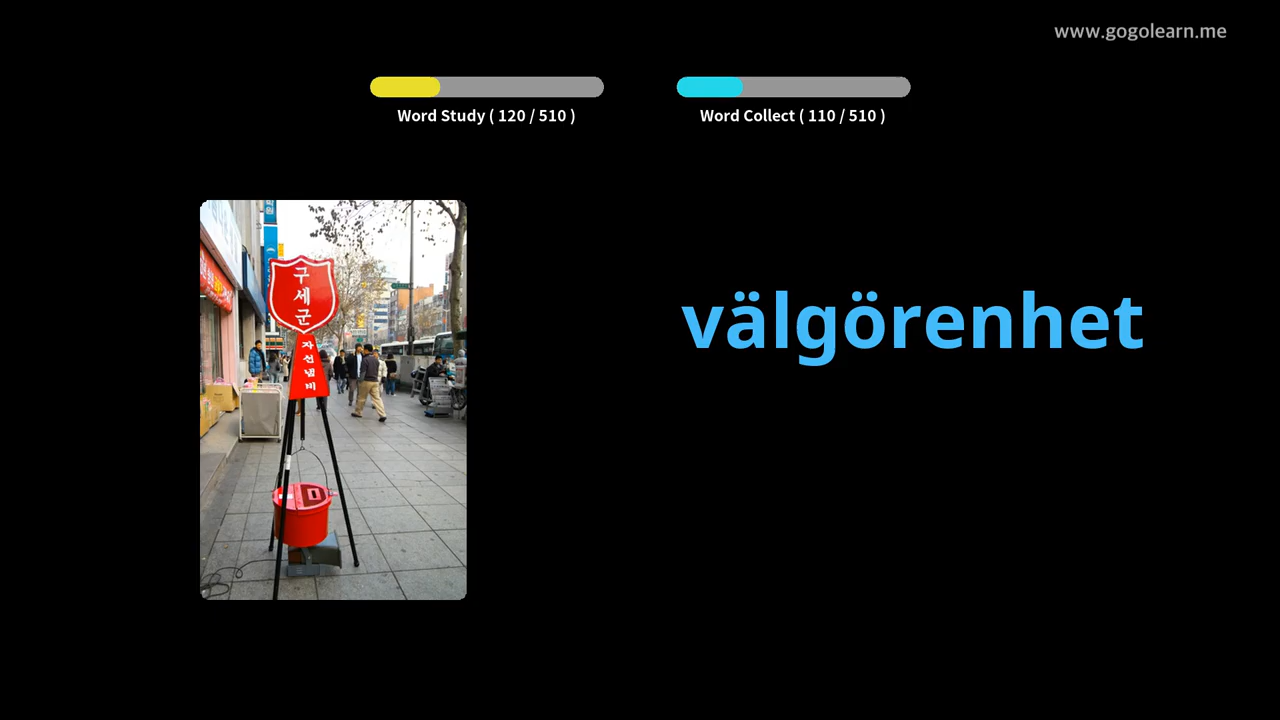 www.gogolearn.me
Word Study ( 120 / 510 )
Word Collect ( 110 / 510 )
välgörenhet
구세군
자선냄비